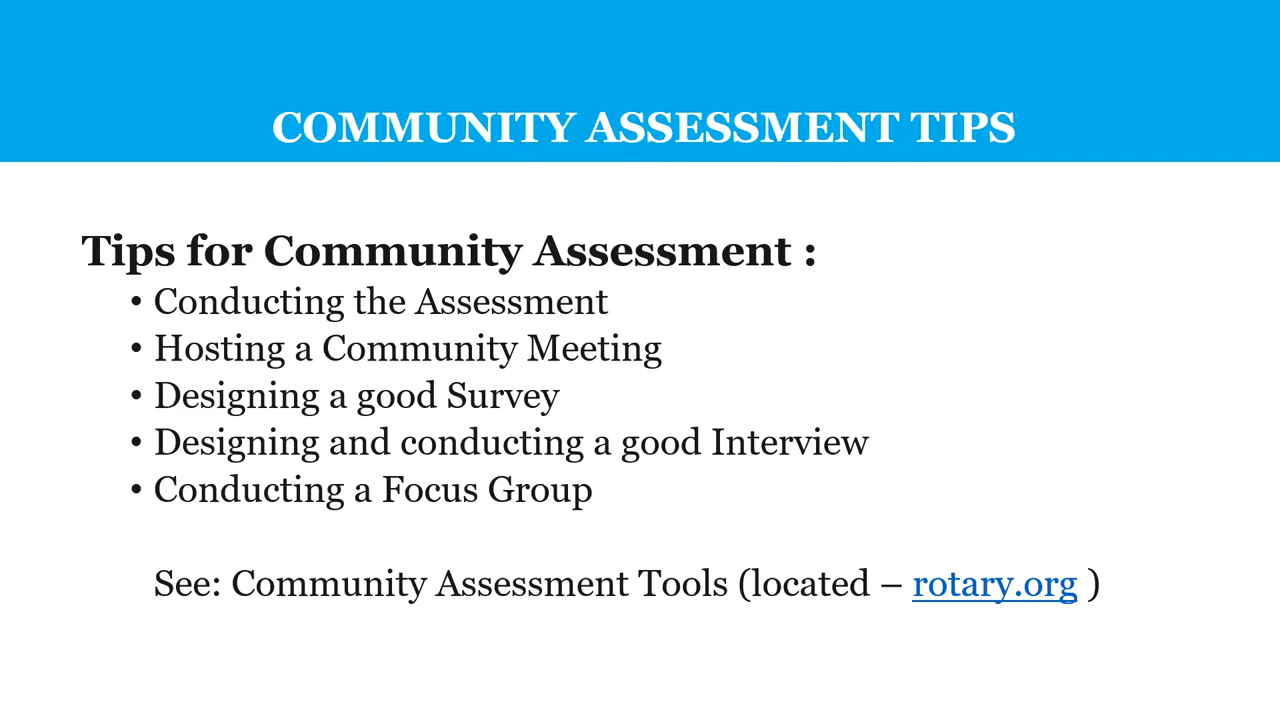 COMMUNITY ASSESSMENT TIPS
Tips for Community Assessment :
• Conducting the Assessment
• Hosting a Community Meeting
• Designing a good Survey
• Designing and conducting a good Interview
• Conducting a Focus Group
See: Community Assessment Tools (located – rotary.org )